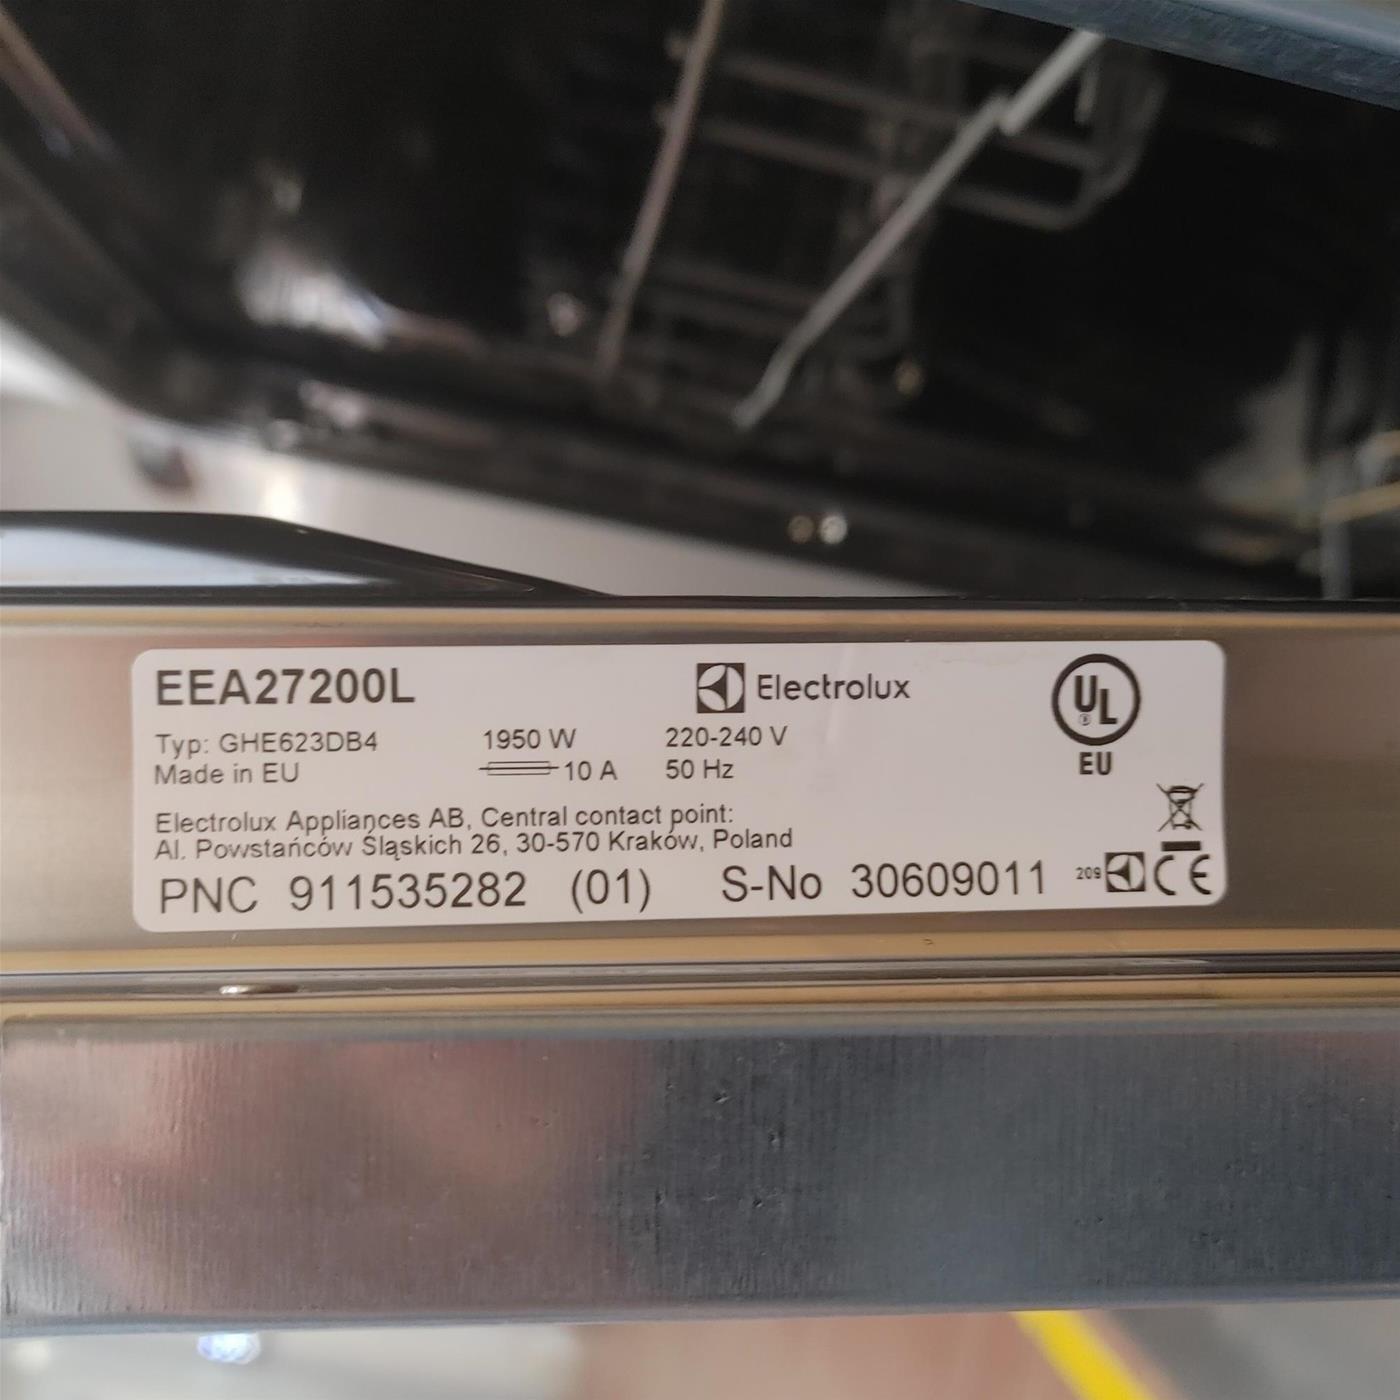 EEA27200L
Electrolux
UL
®
EU
Typ: GHE623DB4 1950 W 220-240 V
Made in EU 10 A 50 Hz
Electrolux Appliances AB, Central contact point:
Al. Powstańców Śląskich 26, 30-570 Kraków, Poland
PNC 911535282 (01) S-No 30609011 209 CE